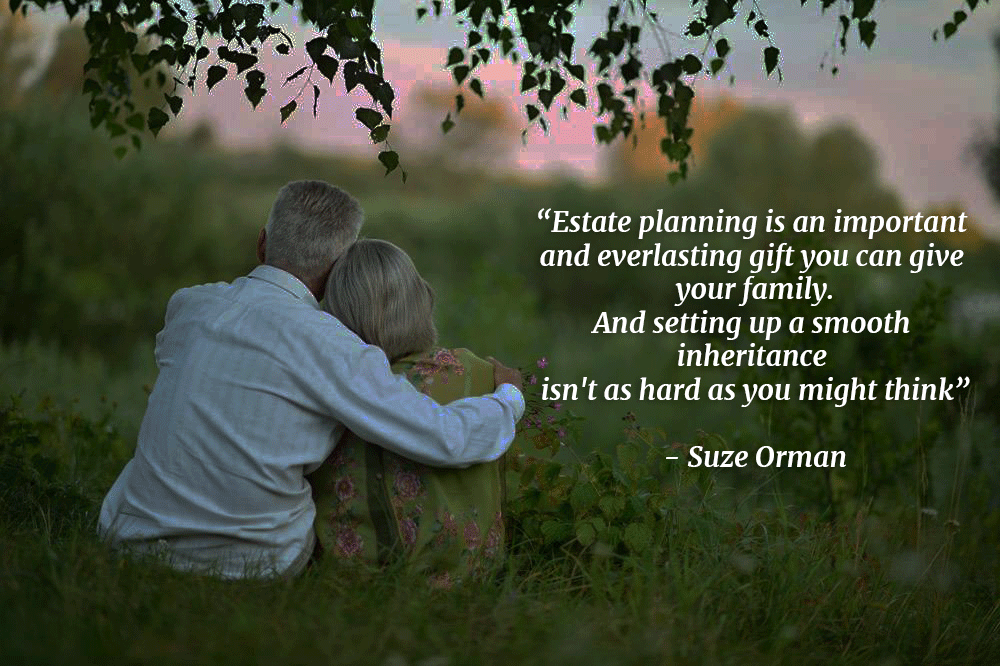 “Estate planning is an important
and everlasting gift you can give
your family.
And setting up a smooth
inheritance
isn't as hard as you might think”
- Suze Orman